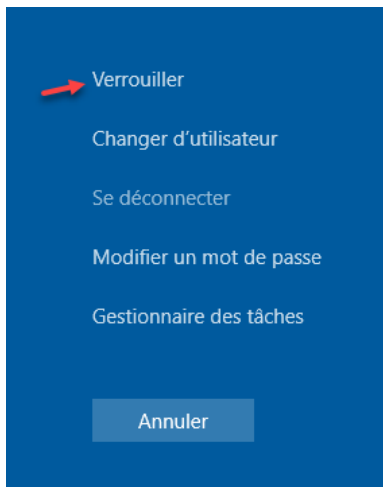 Verrouiller
Changer d’utilisateur
Se déconnecter
Modifier un mot de passe
Gestionnaire des tâches
Annuler